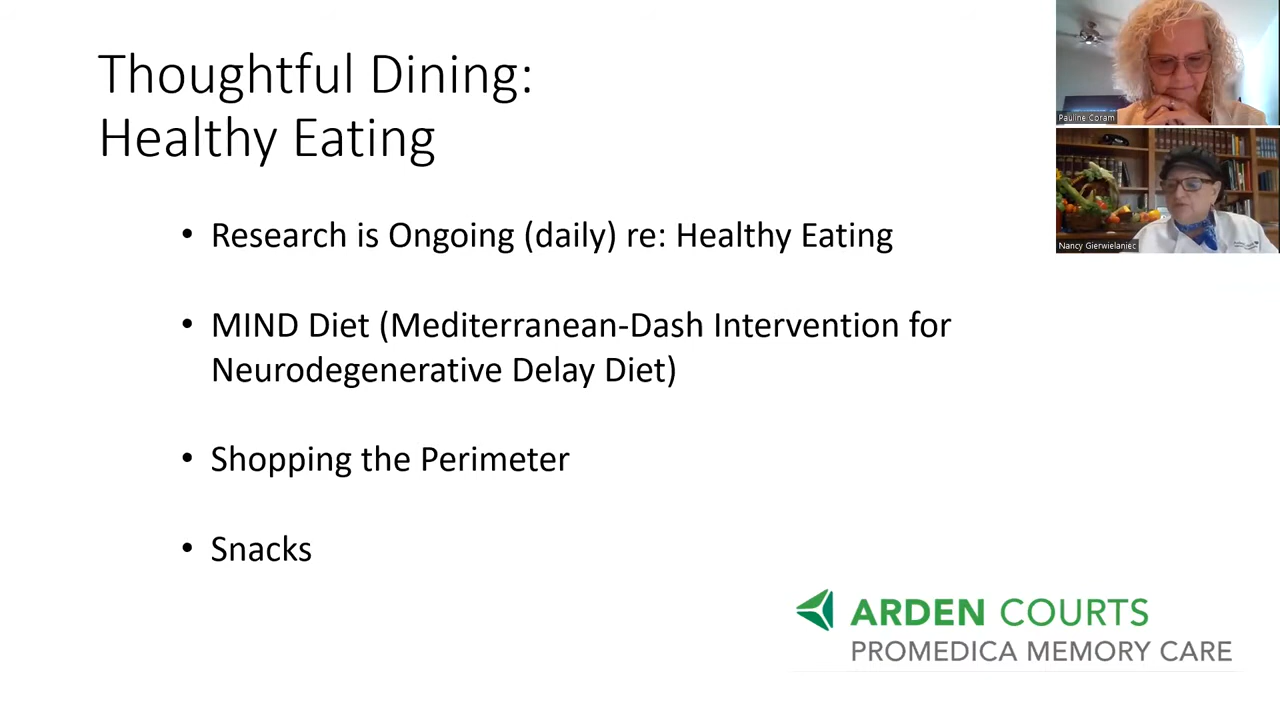 Thoughtful Dining:
Healthy Eating
• Research is Ongoing (daily) re: Healthy Eating
• MIND Diet (Mediterranean-Dash Intervention for
Neurodegenerative Delay Diet)
• Shopping the Perimeter
• Snacks
ARDEN COURTS
PROMEDICA MEMORY CARE
Pauline Coram
Nancy Gierwielaniec